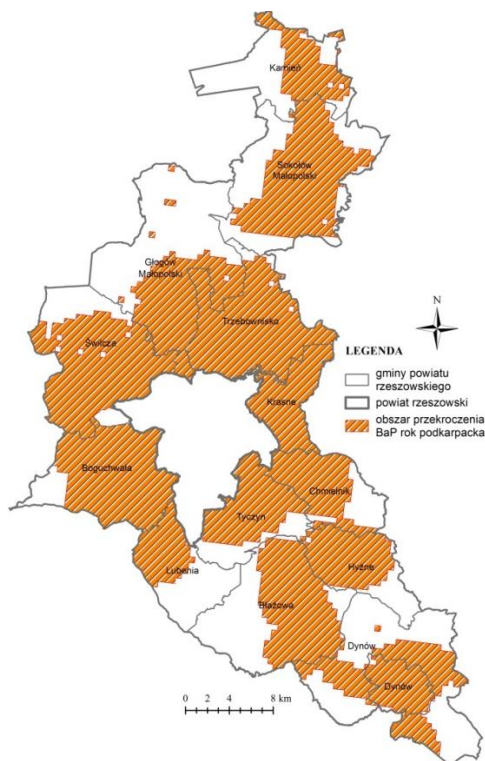 Kamień
Sokołów
Małopolski
Głogów
Małopolski
Trzebownisko
Świlcza
N
LEGENDA
gminy powiatu
rzeszowskiego
powiat rzeszowski
obszar przekroczenia
BaP rok podkarpacka
Krasne
Boguchwała
Chmielnik
Tyczyn
Lubenia
Hyżne
Błażowa
Dynów
Dynów
0 2 4 8 km